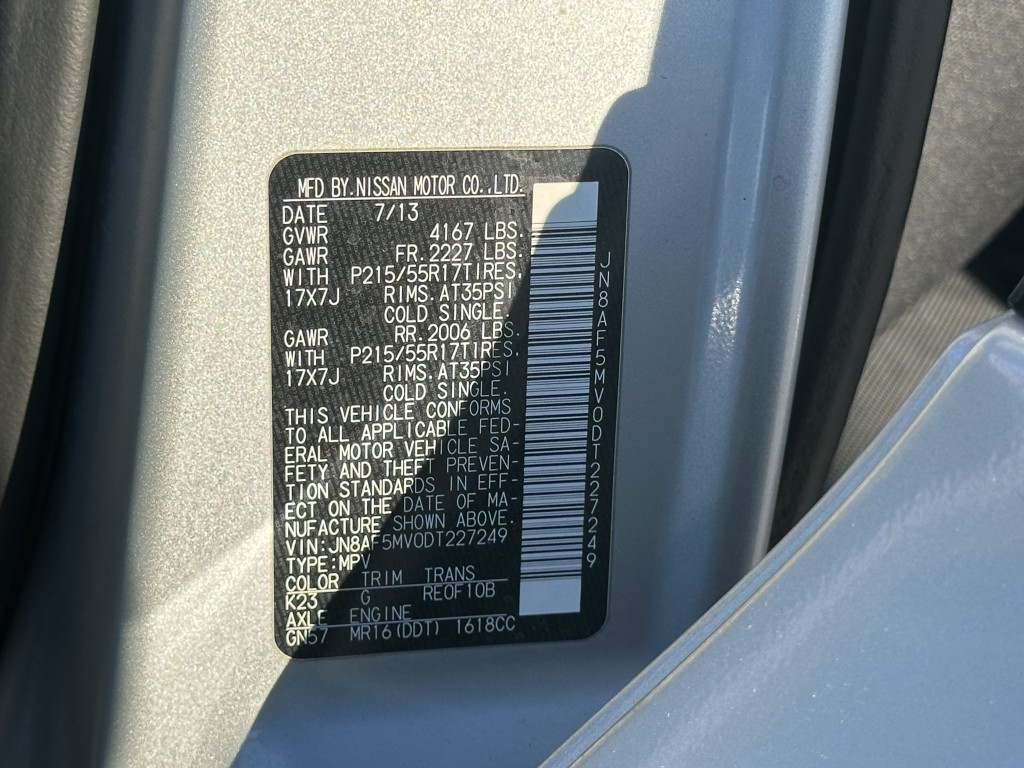 MFD BY.NISSAN MOTOR CO.,LTD.
DATE 7/13
GVWR 4167 LBS.
GAWR FR.2227 LBS.
WITH P215/55R17TIRES,
17X7J RIMS.AT35PSI
COLD SINGLE.
GAWR RR.2006 LBS.
WITH P215/55R17TIRES,
17X7J RIMS.AT35PSI
COLD SINGLE.
THIS VEHICLE CONFORMS
TO ALL APPLICABLE FED-
ERAL MOTOR VEHICLE SA-
FETY AND THEFT PREVEN-
TION STANDARDS IN EFF-
ECT ON THE DATE OF MA-
NUFACTURE SHOWN ABOVE.
VIN:JN8AF5MV0DT227249
TYPE:MPV
COLOR TRIM TRANS
K23 G RE0F10B
AXLE ENGINE
GN57 MR16(DDT) 1618CC
JN8AF5MV0DT227249